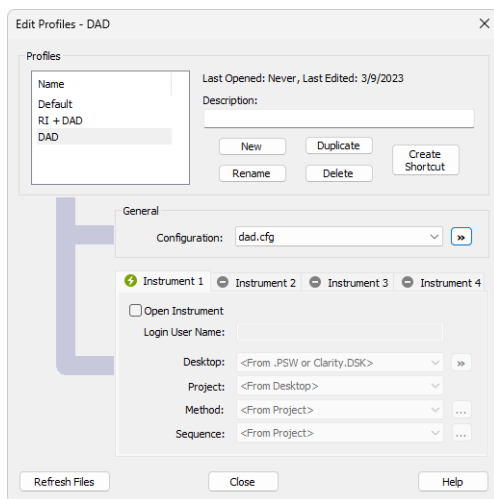 Edit Profiles - DAD
Profiles
Name
Default
RI + DAD
DAD
Last Opened: Never, Last Edited: 3/9/2023
Description:
New
Duplicate
Create Shortcut
Rename
Delete
General
Configuration: dad.cfg
Instrument 1 Instrument 2 Instrument 3 Instrument 4
Open Instrument
Login User Name:
Desktop: <From .PSW or Clarity.DSK>
Project: <From Desktop>
Method: <From Project> ...
Sequence: <From Project> ...
Refresh Files Close Help